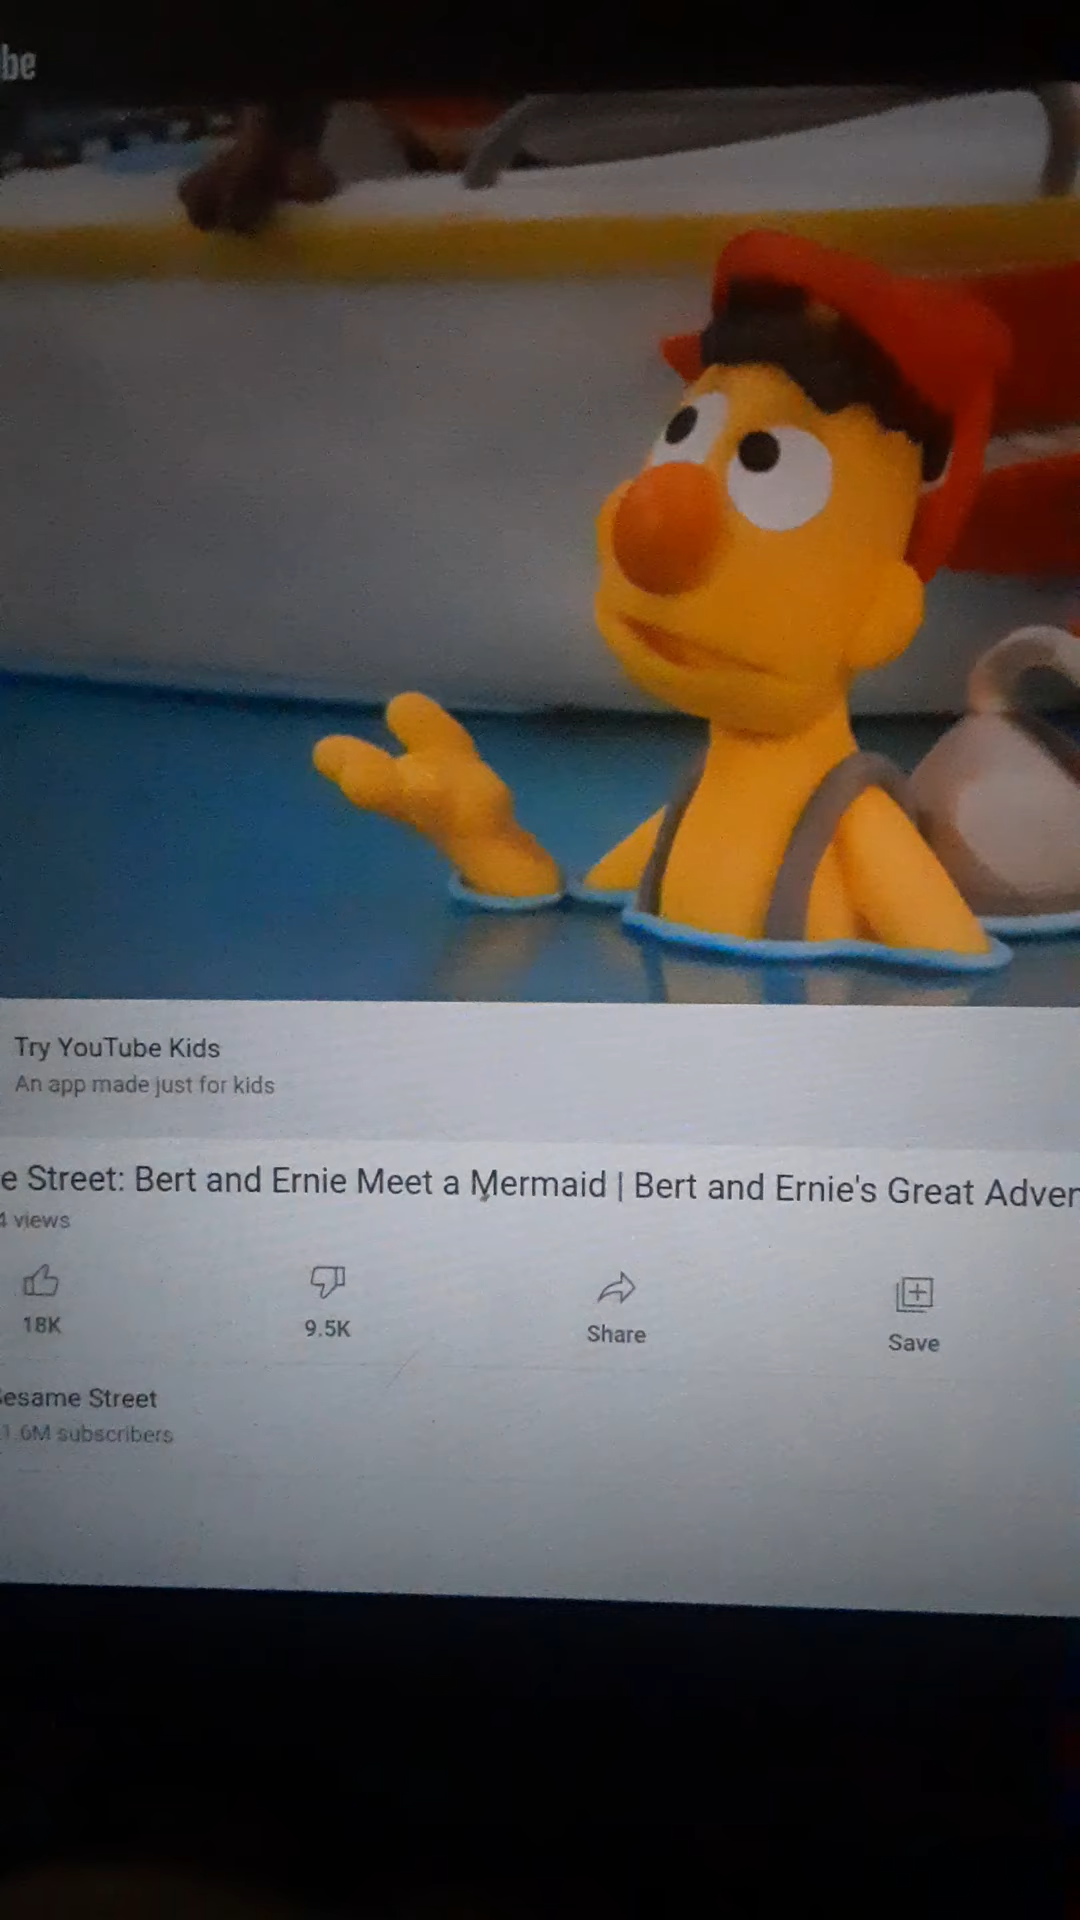 be
Try YouTube Kids
An app made just for kids
e Street: Bert and Ernie Meet a Mermaid | Bert and Ernie's Great Adven
4 views
18K
9.5K
Share
Save
Sesame Street
1.6M subscribers